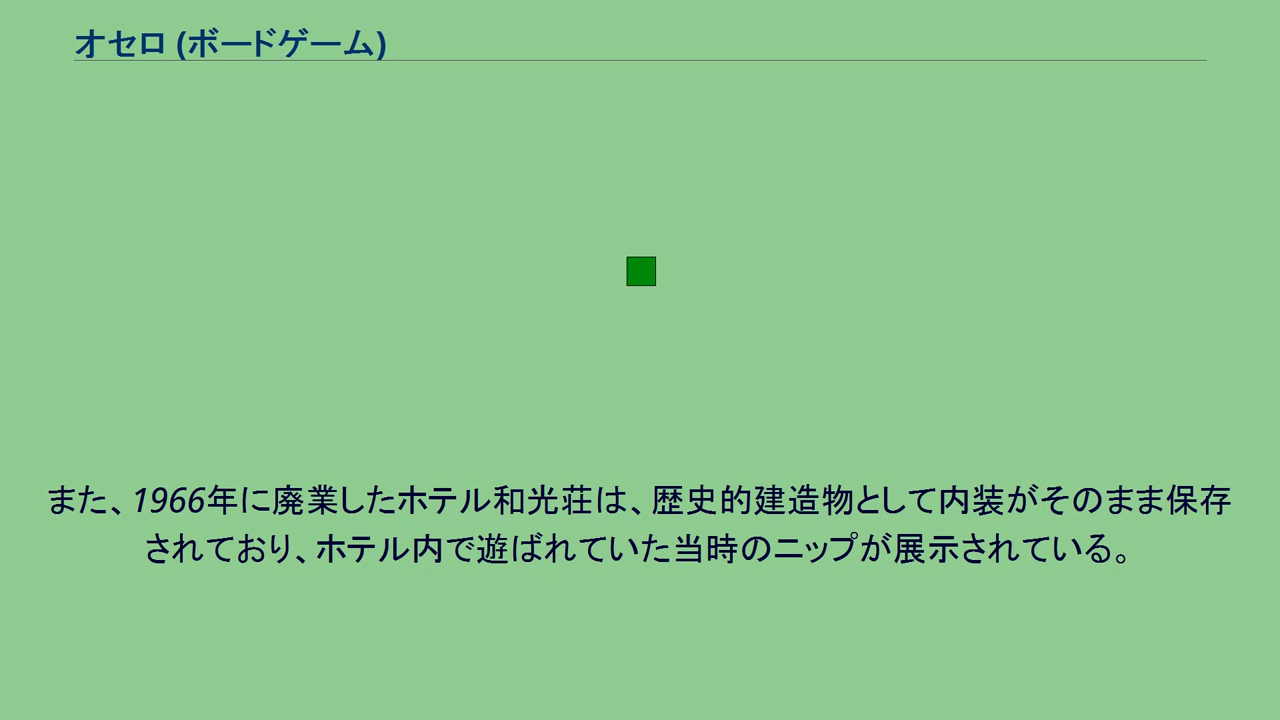 オセロ (ボードゲーム)
また、1966年に廃業したホテル和光荘は、歴史的建造物として内装がそのまま保存
されており、ホテル内で遊ばれていた当時のニップが展示されている。